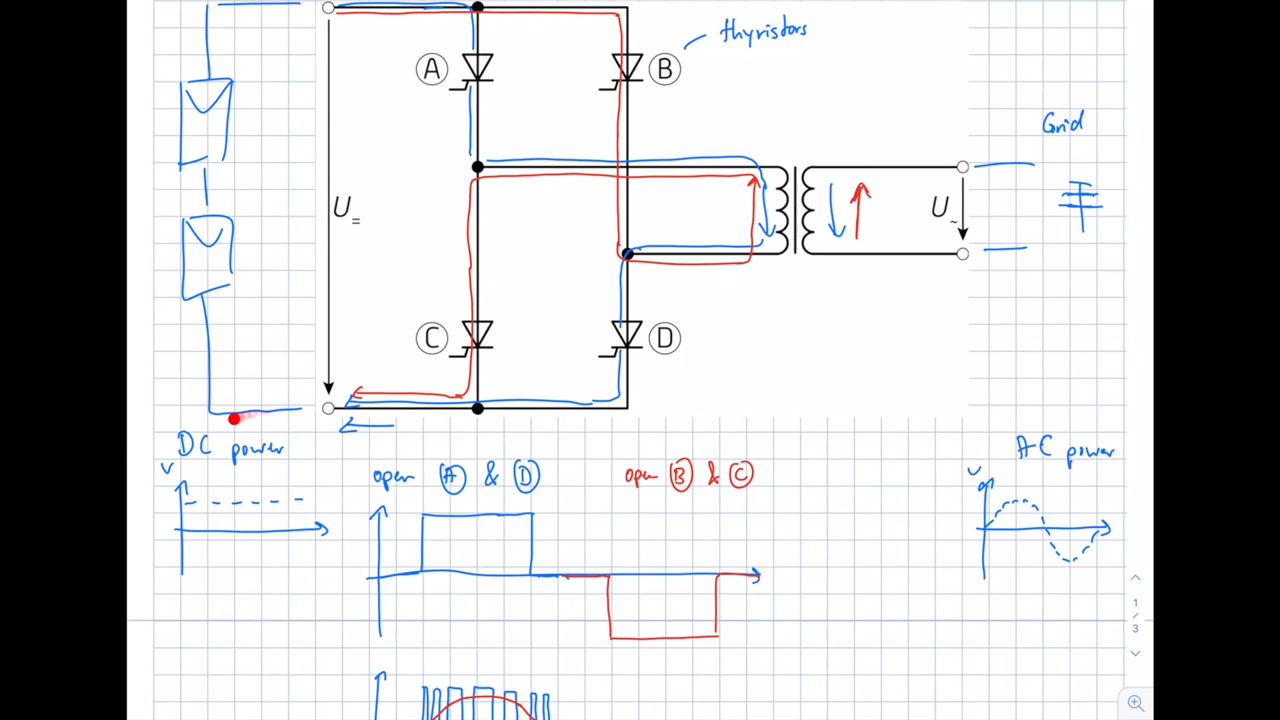 thyristors
A
B
Grid
U=
U~
C
D
DC power
AC power
V
open A & D
open B & C
V
1
/
3